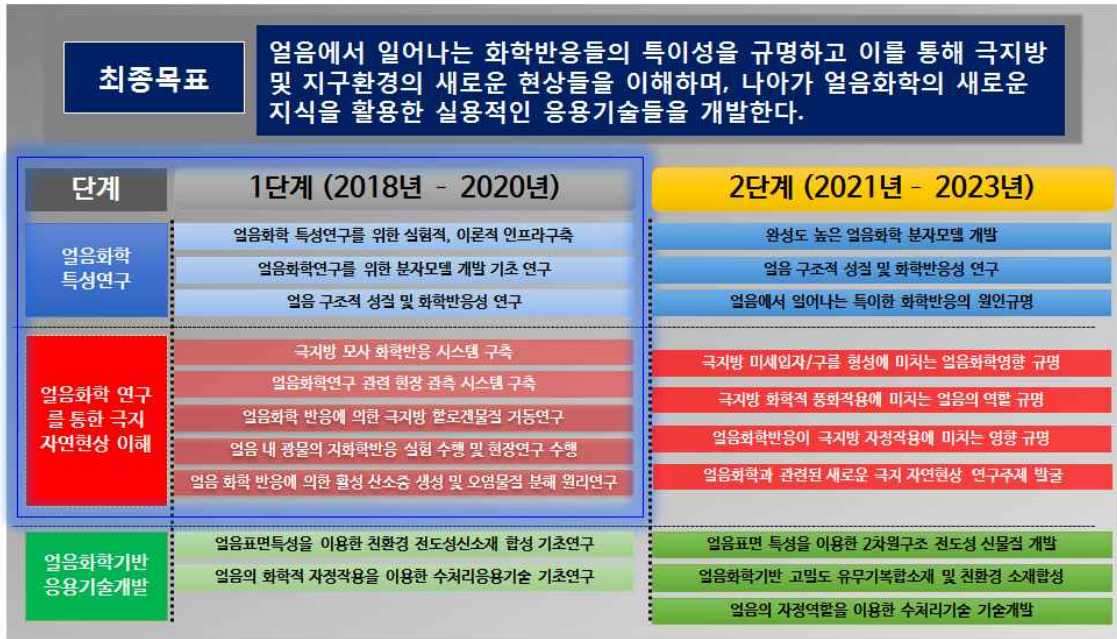 최종목표
얼음에서 일어나는 화학반응들의 특이성을 규명하고 이를 통해 극지방
및 지구환경의 새로운 현상들을 이해하며, 나아가 얼음화학의 새로운
지식을 활용한 실용적인 응용기술들을 개발한다.
단계
1단계 (2018년 - 2020년)
2단계 (2021년 - 2023년)
얼음화학
특성연구
얼음화학 특성연구를 위한 실험적, 이론적 인프라구축
얼음화학연구를 위한 분자모델 개발 기초 연구
얼음 구조적 성질 및 화학반응성 연구
완성도 높은 얼음화학 분자모델 개발
얼음 구조적 성질 및 화학반응성 연구
얼음에서 일어나는 특이한 화학반응의 원인규명
얼음화학 연구
를 통한 극지
자연현상 이해
극지방 모사 화학반응 시스템 구축
얼음화학연구 관련 현장 관측 시스템 구축
얼음화학 반응에 의한 극지방 할로겐물질 거동연구
얼음 내 광물의 지화학반응 실험 수행 및 현장연구 수행
얼음 화학 반응에 의한 활성 산소종 생성 및 오염물질 분해 원리연구
극지방 미세입자/구름 형성에 미치는 얼음화학영향 규명
극지방 화학적 풍화작용에 미치는 얼음의 역할 규명
얼음화학반응이 극지방 자정작용에 미치는 영향 규명
얼음화학과 관련된 새로운 극지 자연현상 연구주제 발굴
얼음화학기반
응용기술개발
얼음표면특성을 이용한 친환경 전도성신소재 합성 기초연구
얼음의 화학적 자정작용을 이용한 수처리응용기술 기초연구
얼음표면 특성을 이용한 2차원구조 전도성 신물질 개발
얼음화학기반 고밀도 유무기복합소재 및 친환경 소재합성
얼음의 자정역할을 이용한 수처리기술 기술개발